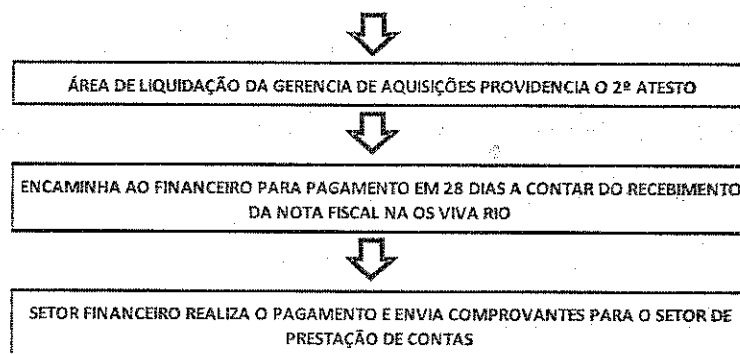 ÁREA DE LIQUIDAÇÃO DA GERENCIA DE AQUISIÇÕES PROVIDENCIA O 2º ATESTO
ENCAMINHA AO FINANCEIRO PARA PAGAMENTO EM 28 DIAS A CONTAR DO RECEBIMENTO
DA NOTA FISCAL NA OS VIVA RIO
SETOR FINANCEIRO REALIZA O PAGAMENTO E ENVIA COMPROVANTES PARA O SETOR DE
PRESTAÇÃO DE CONTAS